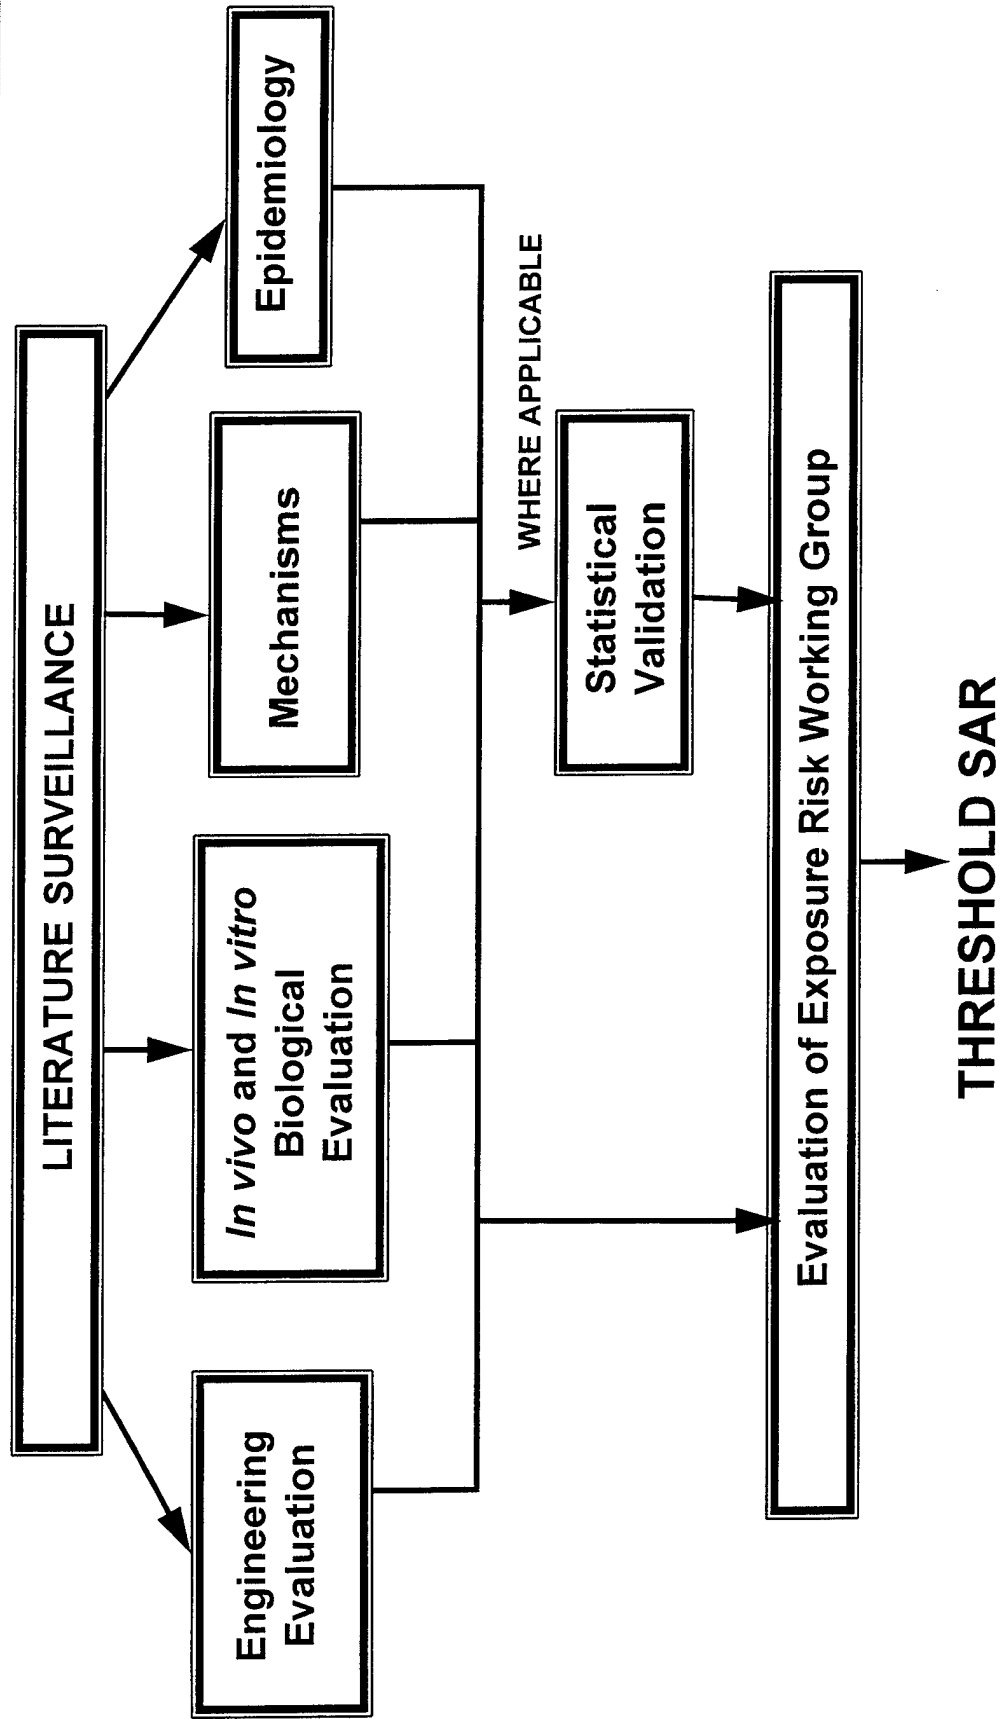 LITERATURE SURVEILLANCE
Engineering
Evaluation
In vivo and In vitro
Biological
Evaluation
Mechanisms
Epidemiology
WHERE APPLICABLE
Statistical
Validation
Evaluation of Exposure Risk Working Group
THRESHOLD SAR